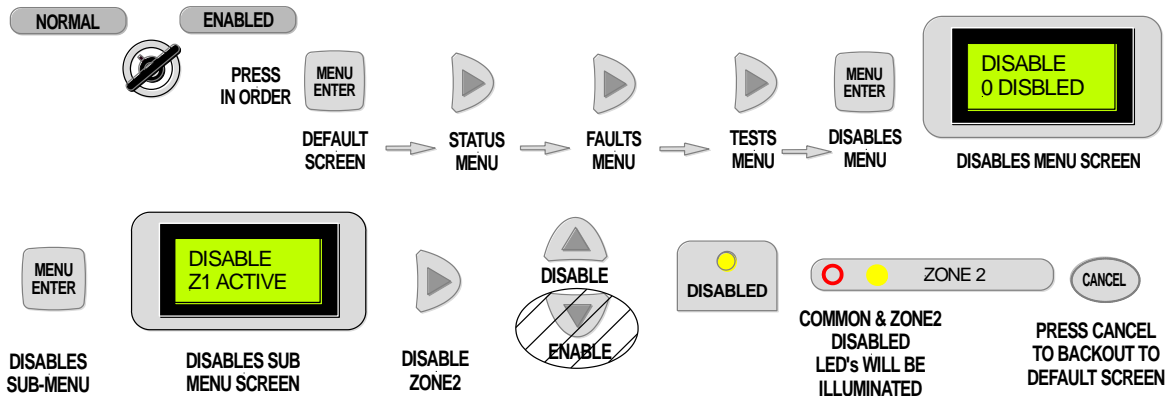 NORMAL
ENABLED
PRESS
IN ORDER
MENU
ENTER
MENU
ENTER
DISABLE
0 DISBLED
DEFAULT
SCREEN
STATUS
MENU
FAULTS
MENU
TESTS
MENU
DISABLES
MENU
DISABLES MENU SCREEN
MENU
ENTER
DISABLE
Z1 ACTIVE
DISABLE
ENABLE
DISABLED
ZONE 2
CANCEL
DISABLES
SUB-MENU
DISABLES SUB
MENU SCREEN
DISABLE
ZONE2
COMMON & ZONE2
DISABLED
LED's WILL BE
ILLUMINATED
PRESS CANCEL
TO BACKOUT TO
DEFAULT SCREEN